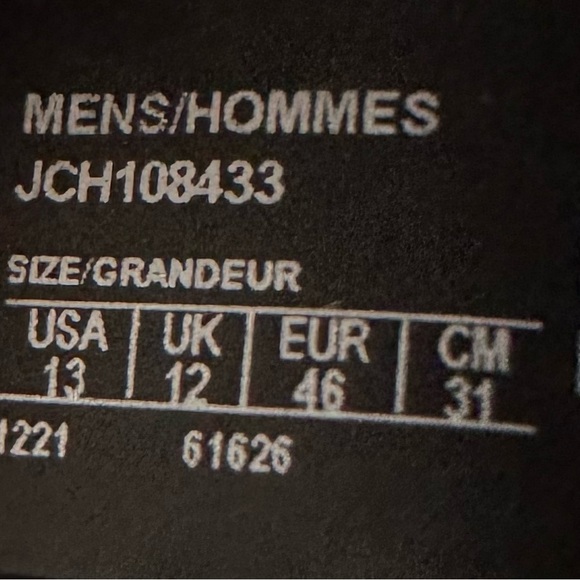 MENS/HOMMES
JCH108433
SIZE/GRANDEUR
USA UK EUR CM
13 12 46 31
1221 61626